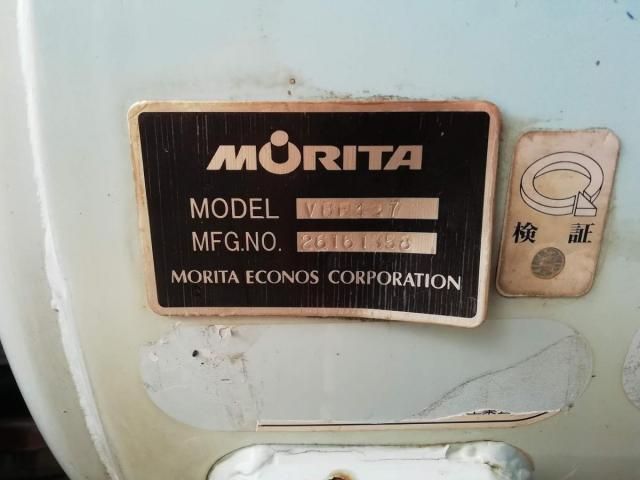 MORITA
MODEL
MFG.NO.
MORITA ECONOS CORPORATION
検 証